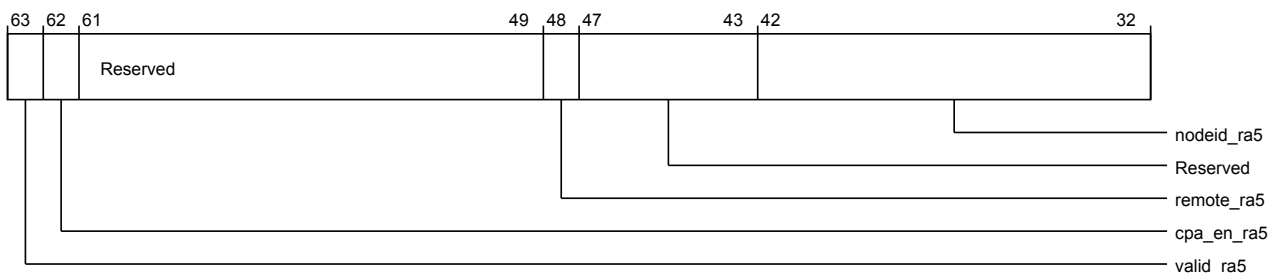 63 62 61 49 48 47 43 42 32
Reserved
nodeid_ra5
Reserved
remote_ra5
cpa_en_ra5
valid_ra5